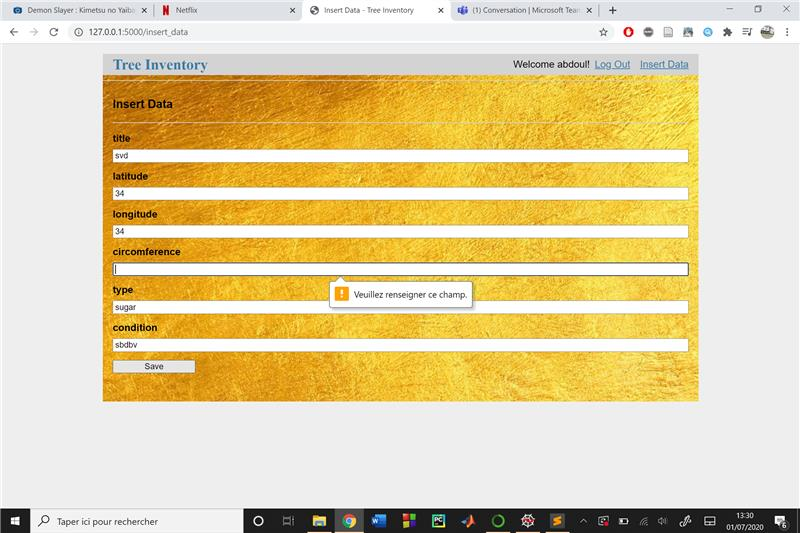 Demon Slayer : Kimetsu no Yaiba
Netflix
Insert Data - Tree Inventory
(1) Conversation | Microsoft Team
127.0.0.1:5000/insert_data
Tree Inventory
Welcome abdoul! Log Out Insert Data
Insert Data
title
svd
latitude
34
longitude
34
circomference
Veuillez renseigner ce champ.
type
sugar
condition
sbdbv
Save
Taper ici pour rechercher
13:30
01/07/2020